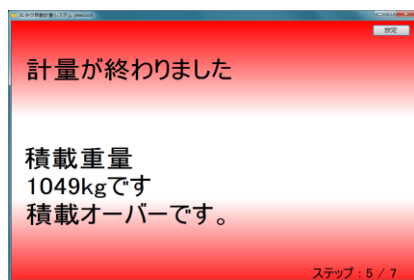 設定
計量が終わりました
積載重量
1049kgです
積載オーバーです。
ステップ：5 / 7